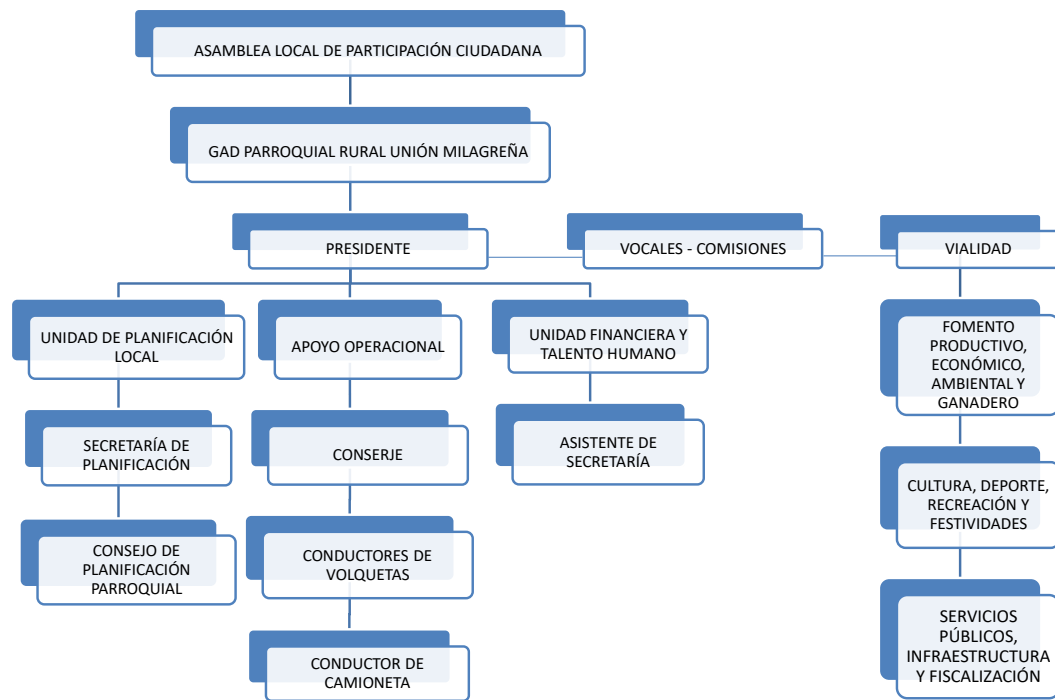 ASAMBLEA LOCAL DE PARTICIPACIÓN CIUDADANA
GAD PARROQUIAL RURAL UNIÓN MILAGREÑA
PRESIDENTE
VOCALES - COMISIONES
VIALIDAD
UNIDAD DE PLANIFICACIÓN
LOCAL
APOYO OPERACIONAL
UNIDAD FINANCIERA Y
TALENTO HUMANO
FOMENTO
PRODUCTIVO,
ECONÓMICO,
AMBIENTAL Y
GANADERO
SECRETARÍA DE
PLANIFICACIÓN
CONSERJE
ASISTENTE DE
SECRETARÍA
CULTURA, DEPORTE,
RECREACIÓN Y
FESTIVIDADES
CONSEJO DE
PLANIFICACIÓN
PARROQUIAL
CONDUCTORES DE
VOLQUETAS
SERVICIOS
PÚBLICOS,
INFRAESTRUCTURA
Y FISCALIZACIÓN
CONDUCTOR DE
CAMIONETA